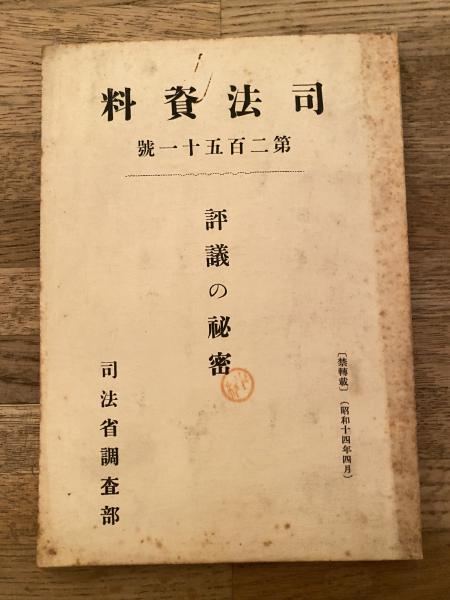 司法資料
第二百五十一號
評議の祕密
〔禁轉載〕(昭和十四年四月)
司法省調査部